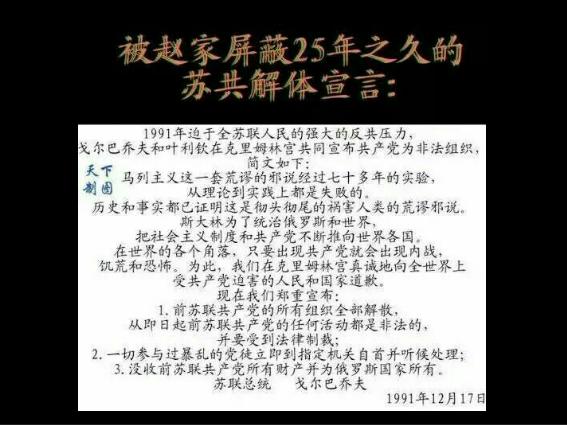 被赵家屏蔽25年之久的
苏共解体宣言:
1991年迫于全苏联人民的强大的反共压力，
戈尔巴乔夫和叶利钦在克里姆林宫共同宣布共产党为非法组织，
简文如下：
天下
制图
马列主义这一套荒谬的邪说经过七十多年的实验，
从理论到实践上都是失败的。
历史和事实都已证明这是彻头彻尾的祸害人类的荒谬邪说。
斯大林为了统治俄罗斯和世界，
把社会主义制度和共产党不断推向世界各国。
在世界的各个角落，只要出现共产党就会出现内战，
饥荒和恐怖。为此，我们在克里姆林宫真诚地向全世界上
受共产党迫害的人民和国家道歉。
现在我们郑重宣布：
1.前苏联共产党的所有组织全部解散，
从即日起前苏联共产党的任何活动都是非法的，
并要受到法律制裁；
2.一切参与过暴乱的党徒立即到指定机关自首并听侯处理；
3.没收前苏联共产党所有财产并为俄罗斯国家所有。
苏联总统 戈尔巴乔夫
1991年12月17日